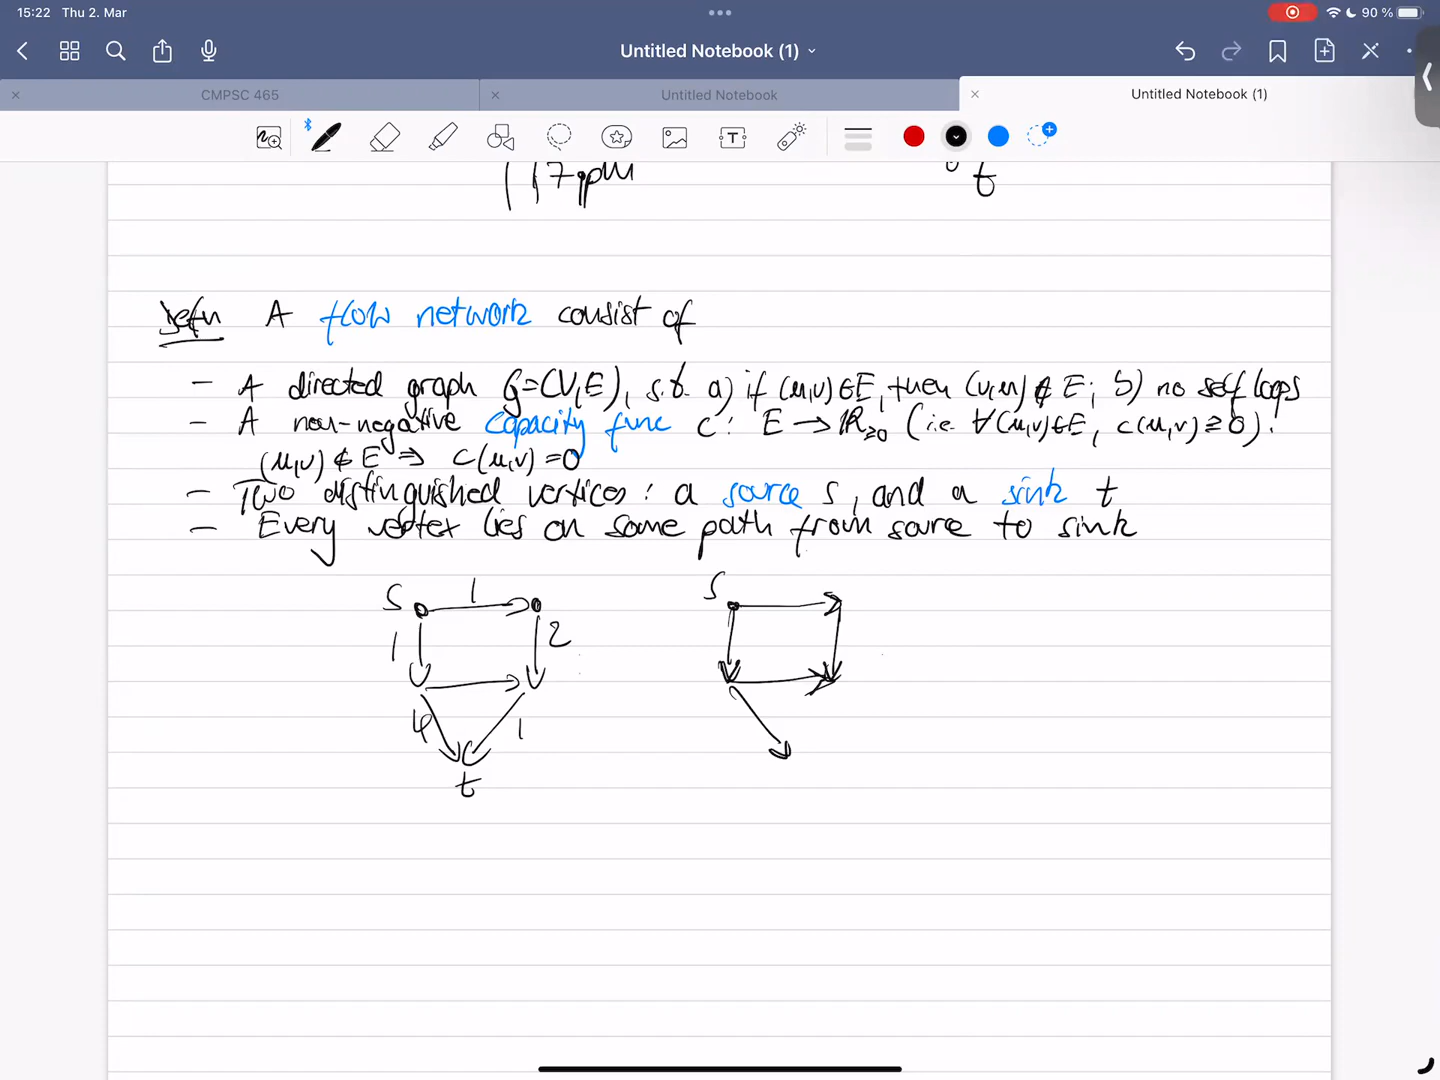 15:22 Thu 2. Mar
90 %
Untitled Notebook (1)
CMPSC 465
Untitled Notebook
Untitled Notebook (1)
T
17 ppm
t
Defn A flow network consist of
- A directed graph G=(V,E), s.t. a) if (u,v)∈E, then (v,u)∉E; b) no self loops
- A non-negative capacity func c: E → ℝ≥0 (i.e. ∀(u,v)∈E, c(u,v)≥0).
(u,v)∉E ⇒ c(u,v)=0
- Two distinguished vertices: a source s, and a sink t
- Every vertex lies on some path from source to sink
S 1 S
1 2
4 1
t